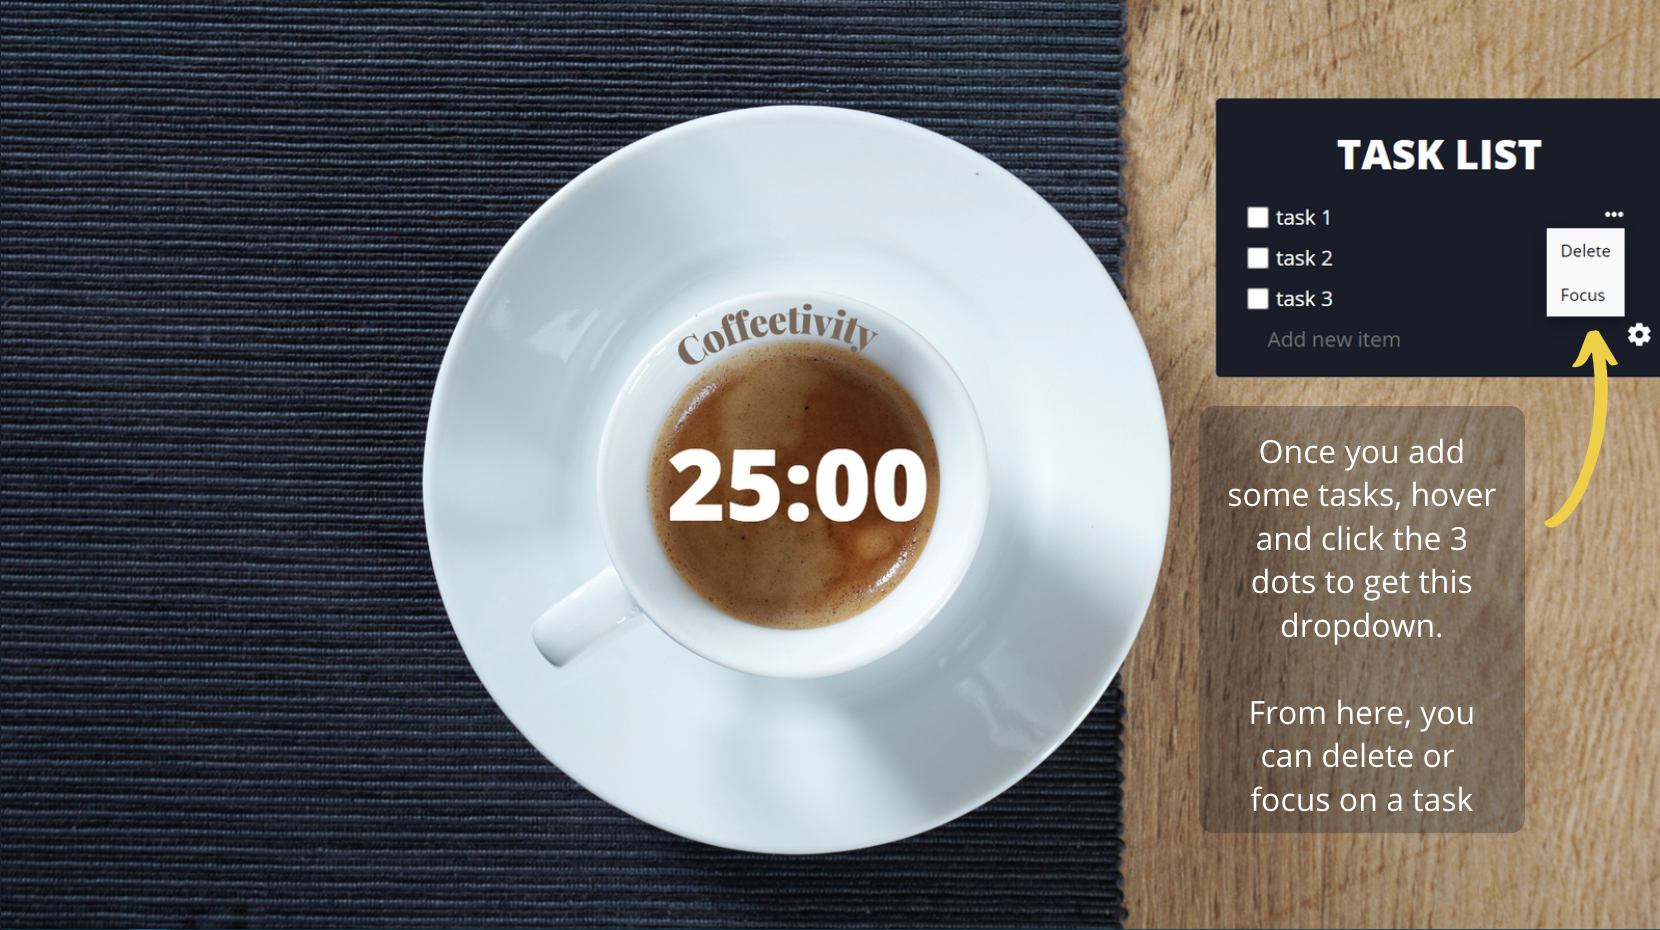 Coffeetivity
25:00
TASK LIST
task 1
•••
task 2
task 3
Add new item
Delete
Focus
Once you add
some tasks, hover
and click the 3
dots to get this
dropdown.
From here, you
can delete or
focus on a task